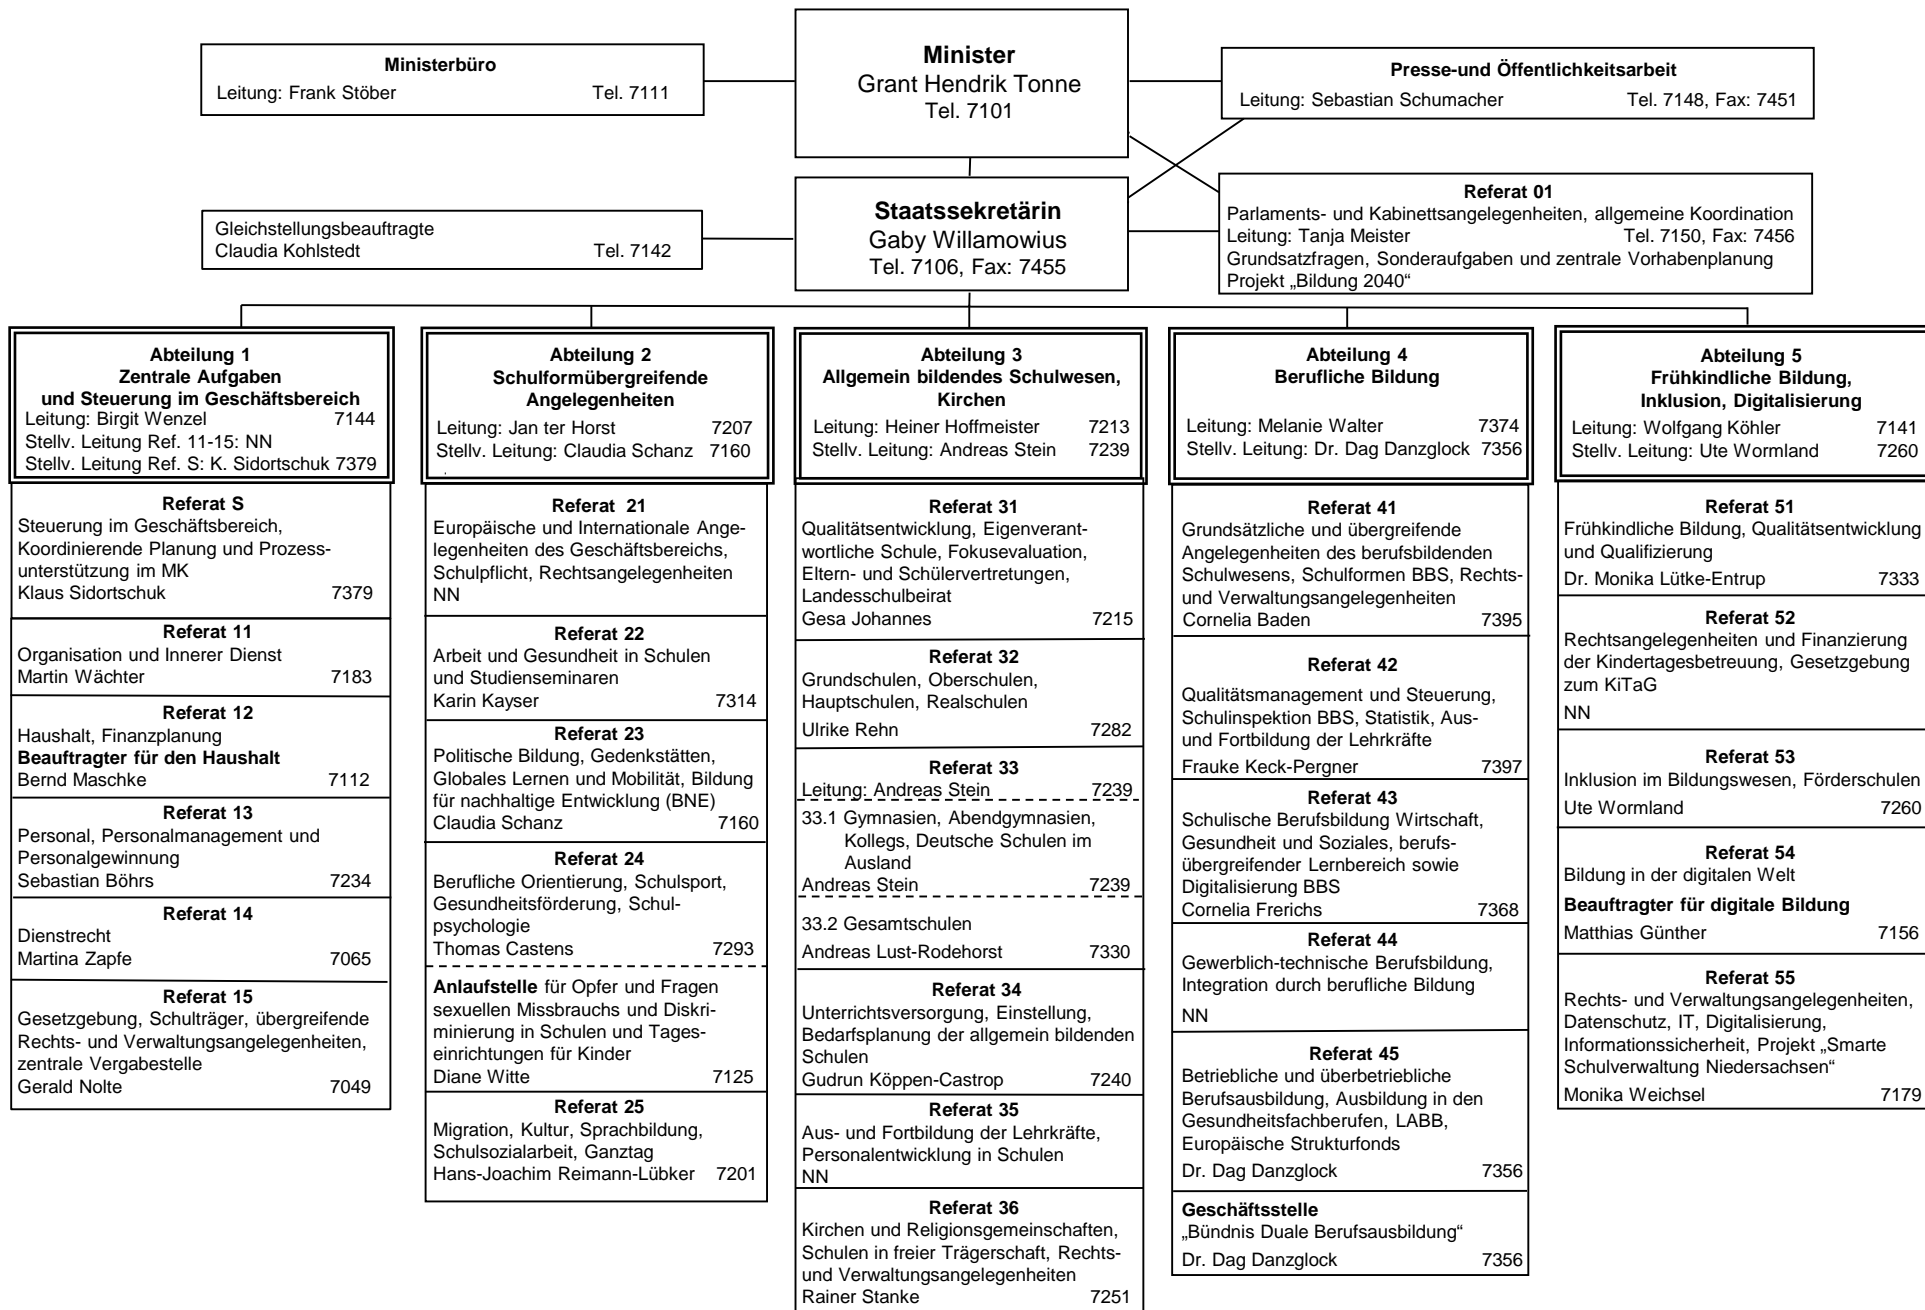 Minister
Grant Hendrik Tonne
Tel. 7101
Ministerbüro
Leitung: Frank Stöber Tel. 7111
Presse-und Öffentlichkeitsarbeit
Leitung: Sebastian Schumacher Tel. 7148, Fax: 7451
Staatssekretärin
Gaby Willamowius
Tel. 7106, Fax: 7455
Gleichstellungsbeauftragte
Claudia Kohlstedt Tel. 7142
Referat 01
Parlaments- und Kabinettsangelegenheiten, allgemeine Koordination
Leitung: Tanja Meister Tel. 7150, Fax: 7456
Grundsatzfragen, Sonderaufgaben und zentrale Vorhabenplanung
Projekt „Bildung 2040“
Abteilung 1
Zentrale Aufgaben
und Steuerung im Geschäftsbereich
Leitung: Birgit Wenzel 7144
Stellv. Leitung Ref. 11-15: NN
Stellv. Leitung Ref. S: K. Sidortschuk 7379
Referat S
Steuerung im Geschäftsbereich,
Koordinierende Planung und Prozess-
unterstützung im MK
Klaus Sidortschuk 7379
Referat 11
Organisation und Innerer Dienst
Martin Wächter 7183
Referat 12
Haushalt, Finanzplanung
Beauftragter für den Haushalt
Bernd Maschke 7112
Referat 13
Personal, Personalmanagement und
Personalgewinnung
Sebastian Böhrs 7234
Referat 14
Dienstrecht
Martina Zapfe 7065
Referat 15
Gesetzgebung, Schulträger, übergreifende
Rechts- und Verwaltungsangelegenheiten,
zentrale Vergabestelle
Gerald Nolte 7049
Abteilung 2
Schulformübergreifende
Angelegenheiten
Leitung: Jan ter Horst 7207
Stellv. Leitung: Claudia Schanz 7160
Referat 21
Europäische und Internationale Ange-
legenheiten des Geschäftsbereichs,
Schulpflicht, Rechtsangelegenheiten
NN
Referat 22
Arbeit und Gesundheit in Schulen
und Studienseminaren
Karin Kayser 7314
Referat 23
Politische Bildung, Gedenkstätten,
Globales Lernen und Mobilität, Bildung
für nachhaltige Entwicklung (BNE)
Claudia Schanz 7160
Referat 24
Berufliche Orientierung, Schulsport,
Gesundheitsförderung, Schul-
psychologie
Thomas Castens 7293
Anlaufstelle für Opfer und Fragen
sexuellen Missbrauchs und Diskri-
minierung in Schulen und Tages-
einrichtungen für Kinder
Diane Witte 7125
Referat 25
Migration, Kultur, Sprachbildung,
Schulsozialarbeit, Ganztag
Hans-Joachim Reimann-Lübker 7201
Abteilung 3
Allgemein bildendes Schulwesen,
Kirchen
Leitung: Heiner Hoffmeister 7213
Stellv. Leitung: Andreas Stein 7239
Referat 31
Qualitätsentwicklung, Eigenverant-
wortliche Schule, Fokusevaluation,
Eltern- und Schülervertretungen,
Landesschulbeirat
Gesa Johannes 7215
Referat 32
Grundschulen, Oberschulen,
Hauptschulen, Realschulen
Ulrike Rehn 7282
Referat 33
Leitung: Andreas Stein 7239
33.1 Gymnasien, Abendgymnasien,
Kollegs, Deutsche Schulen im
Ausland
Andreas Stein 7239
33.2 Gesamtschulen
Andreas Lust-Rodehorst 7330
Referat 34
Unterrichtsversorgung, Einstellung,
Bedarfsplanung der allgemein bildenden
Schulen
Gudrun Köppen-Castrop 7240
Referat 35
Aus- und Fortbildung der Lehrkräfte,
Personalentwicklung in Schulen
NN
Referat 36
Kirchen und Religionsgemeinschaften,
Schulen in freier Trägerschaft, Rechts-
und Verwaltungsangelegenheiten
Rainer Stanke 7251
Abteilung 4
Berufliche Bildung
Leitung: Melanie Walter 7374
Stellv. Leitung: Dr. Dag Danzglock 7356
Referat 41
Grundsätzliche und übergreifende
Angelegenheiten des berufsbildenden
Schulwesens, Schulformen BBS, Rechts-
und Verwaltungsangelegenheiten
Cornelia Baden 7395
Referat 42
Qualitätsmanagement und Steuerung,
Schulinspektion BBS, Statistik, Aus-
und Fortbildung der Lehrkräfte
Frauke Keck-Pergner 7397
Referat 43
Schulische Berufsbildung Wirtschaft,
Gesundheit und Soziales, berufs-
übergreifender Lernbereich sowie
Digitalisierung BBS
Cornelia Frerichs 7368
Referat 44
Gewerblich-technische Berufsbildung,
Integration durch berufliche Bildung
NN
Referat 45
Betriebliche und überbetriebliche
Berufsausbildung, Ausbildung in den
Gesundheitsfachberufen, LABB,
Europäische Strukturfonds
Dr. Dag Danzglock 7356
Geschäftsstelle
„Bündnis Duale Berufsausbildung“
Dr. Dag Danzglock 7356
Abteilung 5
Frühkindliche Bildung,
Inklusion, Digitalisierung
Leitung: Wolfgang Köhler 7141
Stellv. Leitung: Ute Wormland 7260
Referat 51
Frühkindliche Bildung, Qualitätsentwicklung
und Qualifizierung
Dr. Monika Lütke-Entrup 7333
Referat 52
Rechtsangelegenheiten und Finanzierung
der Kindertagesbetreuung, Gesetzgebung
zum KiTaG
NN
Referat 53
Inklusion im Bildungswesen, Förderschulen
Ute Wormland 7260
Referat 54
Bildung in der digitalen Welt
Beauftragter für digitale Bildung
Matthias Günther 7156
Referat 55
Rechts- und Verwaltungsangelegenheiten,
Datenschutz, IT, Digitalisierung,
Informationssicherheit, Projekt „Smarte
Schulverwaltung Niedersachsen“
Monika Weichsel 7179